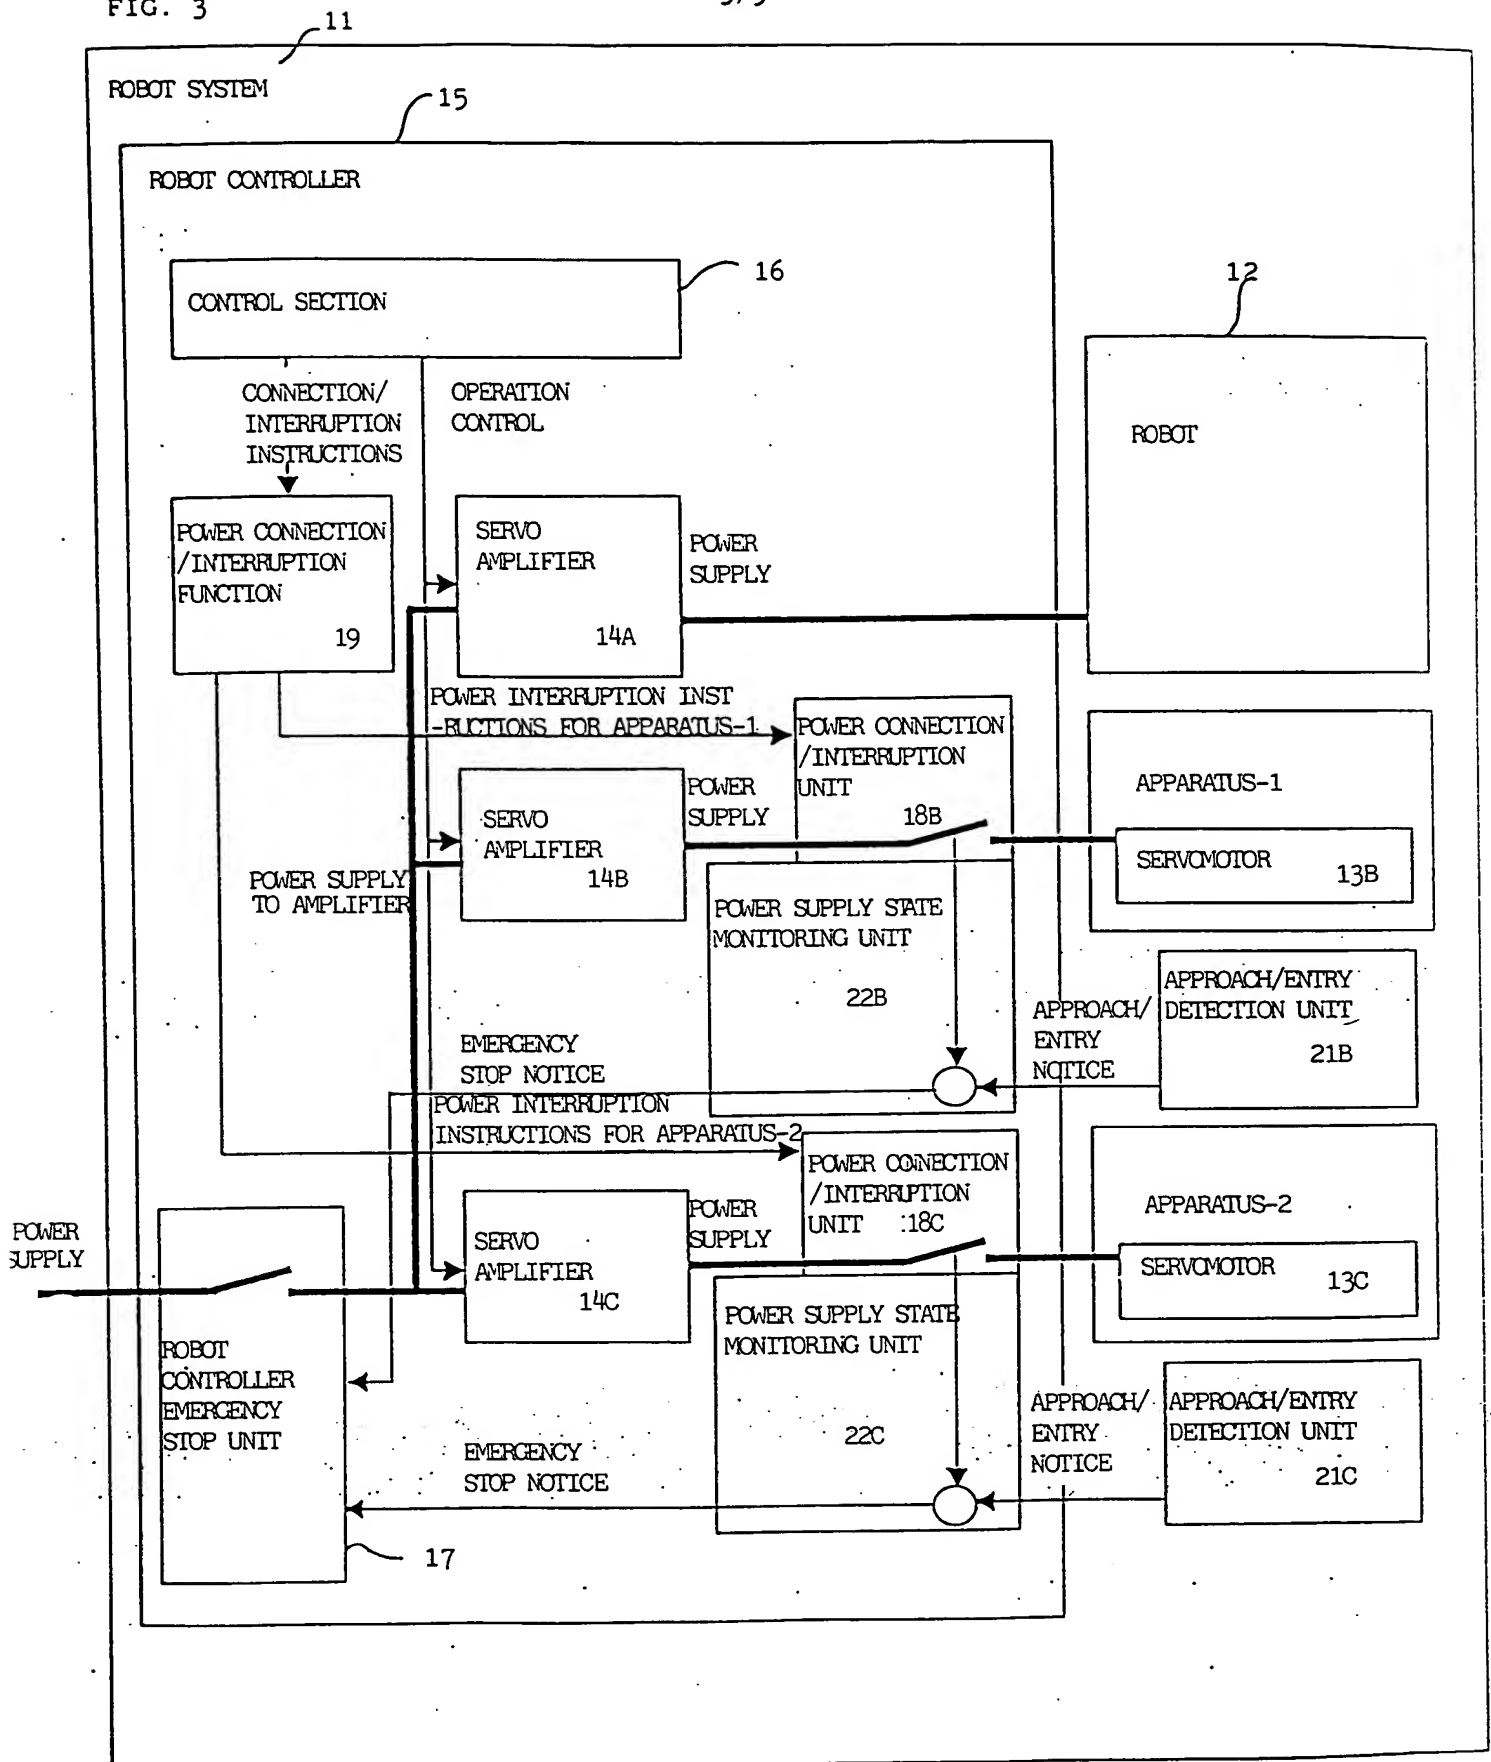 FIG. 3
3/5
11
ROBOT SYSTEM
15
ROBOT CONTROLLER
16
CONTROL SECTION
12
CONNECTION/
INTERRUPTION
INSTRUCTIONS
OPERATION
CONTROL
ROBOT
POWER CONNECTION
/INTERRUPTION
FUNCTION
19
SERVO
AMPLIFIER
14A
POWER
SUPPLY
POWER INTERRUPTION INST
-RUCTIONS FOR APPARATUS-1
POWER CONNECTION
/INTERRUPTION
UNIT
18B
SERVO
AMPLIFIER
14B
POWER
SUPPLY
APPARATUS-1
SERVOMOTOR
13B
POWER SUPPLY
TO AMPLIFIER
POWER SUPPLY STATE
MONITORING UNIT
22B
APPROACH/
ENTRY
NOTICE
APPROACH/ENTRY
DETECTION UNIT
21B
EMERGENCY
STOP NOTICE
POWER INTERRUPTION
INSTRUCTIONS FOR APPARATUS-2
POWER CONNECTION
/INTERRUPTION
UNIT
18C
POWER
SUPPLY
SERVO
AMPLIFIER
14C
POWER
SUPPLY
APPARATUS-2
SERVOMOTOR
13C
ROBOT
CONTROLLER
EMERGENCY
STOP UNIT
POWER SUPPLY STATE
MONITORING UNIT
22C
APPROACH/
ENTRY
NOTICE
APPROACH/ENTRY
DETECTION UNIT
21C
EMERGENCY
STOP NOTICE
17